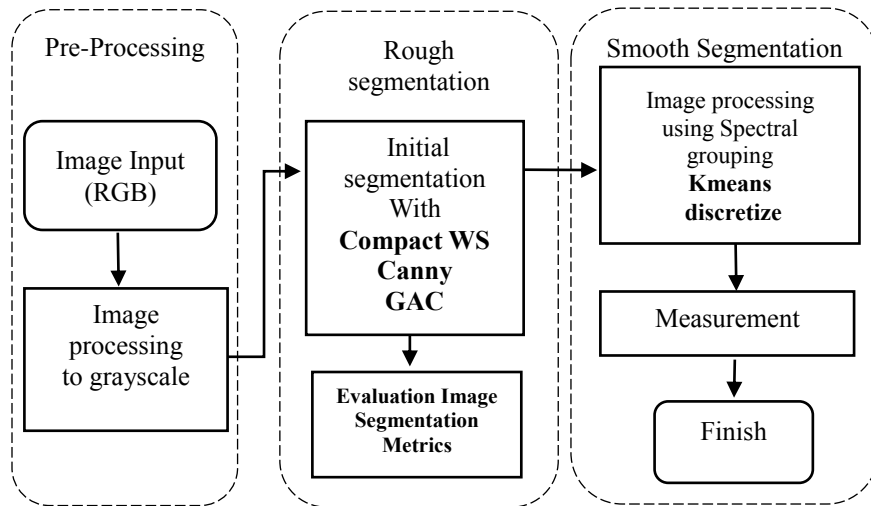 Pre-Processing
Image Input
(RGB)
Image
processing
to grayscale
Rough
segmentation
Initial
segmentation
With
Compact WS
Canny
GAC
Evaluation Image
Segmentation
Metrics
Smooth Segmentation
Image processing
using Spectral
grouping
Kmeans
discretize
Measurement
Finish